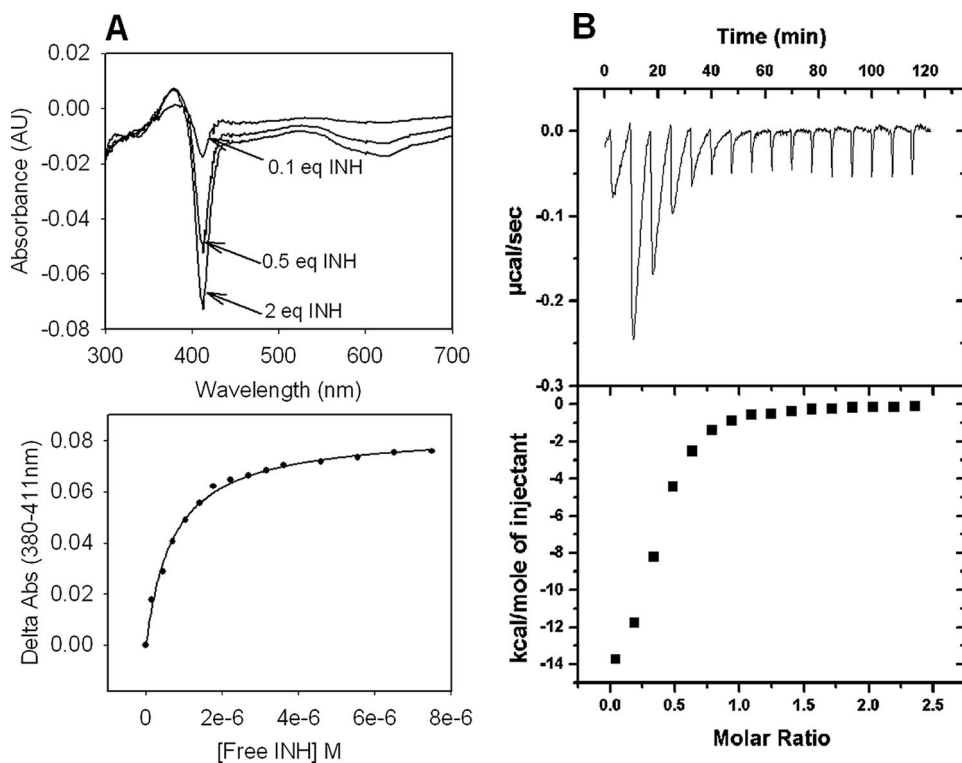 A
0.02
0.00
-0.02
-0.04
-0.06
-0.08
Absorbance (AU)
0.1 eq INH
0.5 eq INH
2 eq INH
300 400 500 600 700
Wavelength (nm)
0.08
0.06
0.04
0.02
0.00
Delta Abs (380-411nm)
0 2e-6 4e-6 6e-6 8e-6
[Free INH] M
B
Time (min)
0 20 40 60 80 100 120
0.0
-0.1
-0.2
-0.3
µcal/sec
0
-2
-4
-6
-8
-10
-12
-14
kcal/mole of injectant
0.0 0.5 1.0 1.5 2.0 2.5
Molar Ratio